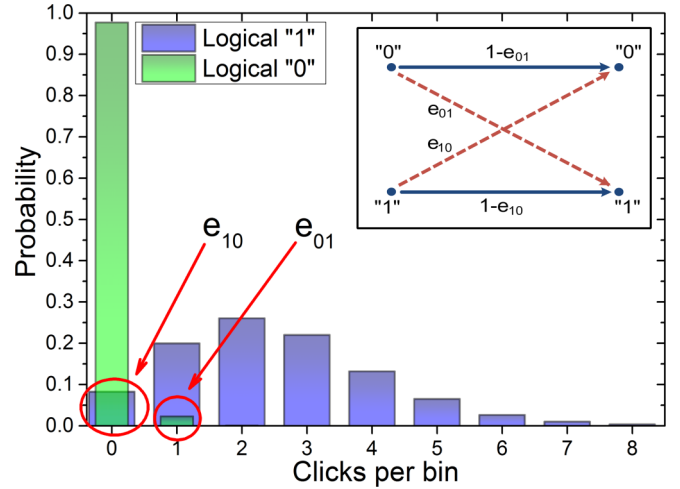 1.0
0.9
0.8
0.7
0.6
0.5
0.4
0.3
0.2
0.1
0.0
Probability
Logical "1"
Logical "0"
"0"
1-e01
"0"
e01
e10
"1"
1-e10
"1"
e10
e01
0 1 2 3 4 5 6 7 8
Clicks per bin